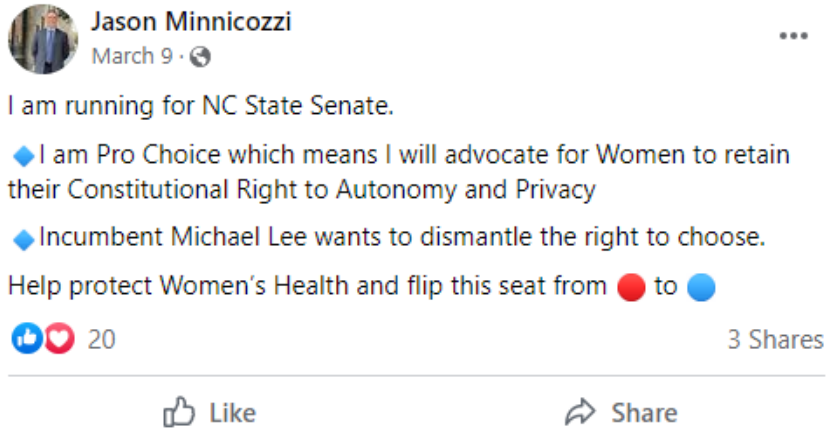 Jason Minnicozzi
March 9 ·
I am running for NC State Senate.
🔷I am Pro Choice which means I will advocate for Women to retain
their Constitutional Right to Autonomy and Privacy
🔷Incumbent Michael Lee wants to dismantle the right to choose.
Help protect Women's Health and flip this seat from 🔴 to 🔵
20 3 Shares
Like Share